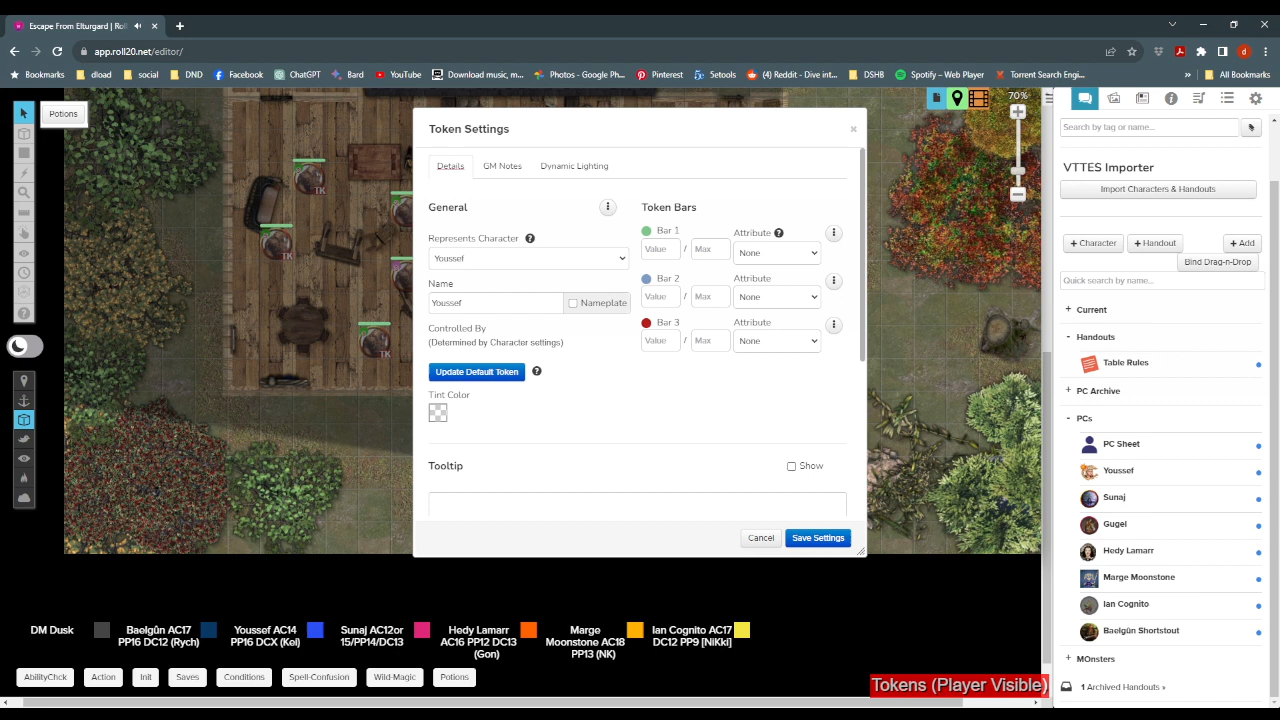 Escape From Elturgard | Roll
app.roll20.net/editor/
Bookmarks dload social DND Facebook ChatGPT Bard YouTube Download music, m... Photos - Google Ph... Pinterest 5etools (4) Reddit - Dive int... DSHB Spotify – Web Player Torrent Search Engi... » All Bookmarks
Potions
70%
Token Settings
Details GM Notes Dynamic Lighting
General
Represents Character
Youssef
Name
Youssef Nameplate
Controlled By
(Determined by Character settings)
Update Default Token
Tint Color
Token Bars
Bar 1 Attribute
Value / Max None
Bar 2 Attribute
Value / Max None
Bar 3 Attribute
Value / Max None
Tooltip Show
Cancel Save Settings
TK
TK
TK
Search by tag or name...
VTTES Importer
Import Characters & Handouts
+ Character + Handout + Add
Bind Drag-n-Drop
Quick search by name...
+ Current
- Handouts
Table Rules
+ PC Archive
- PCs
PC Sheet
Youssef
Sunaj
Gugel
Hedy Lamarr
Marge Moonstone
Ian Cognito
Baelgûn Shortstout
+ MOnsters
1 Archived Handouts »
DM Dusk
Baelgûn AC17
PP16 DC12 (Rych)
Youssef AC14
PP16 DCX (Kel)
Sunaj AC12or
15/PP14/DC13
Hedy Lamarr
AC16 PP12 DC13
(Gon)
Marge
Moonstone AC18
PP13 (NK)
Ian Cognito AC17
DC12 PP9 [NiKki]
AbilityChck Action Init Saves Conditions Spell-Confusion Wild-Magic Potions
Tokens (Player Visible)